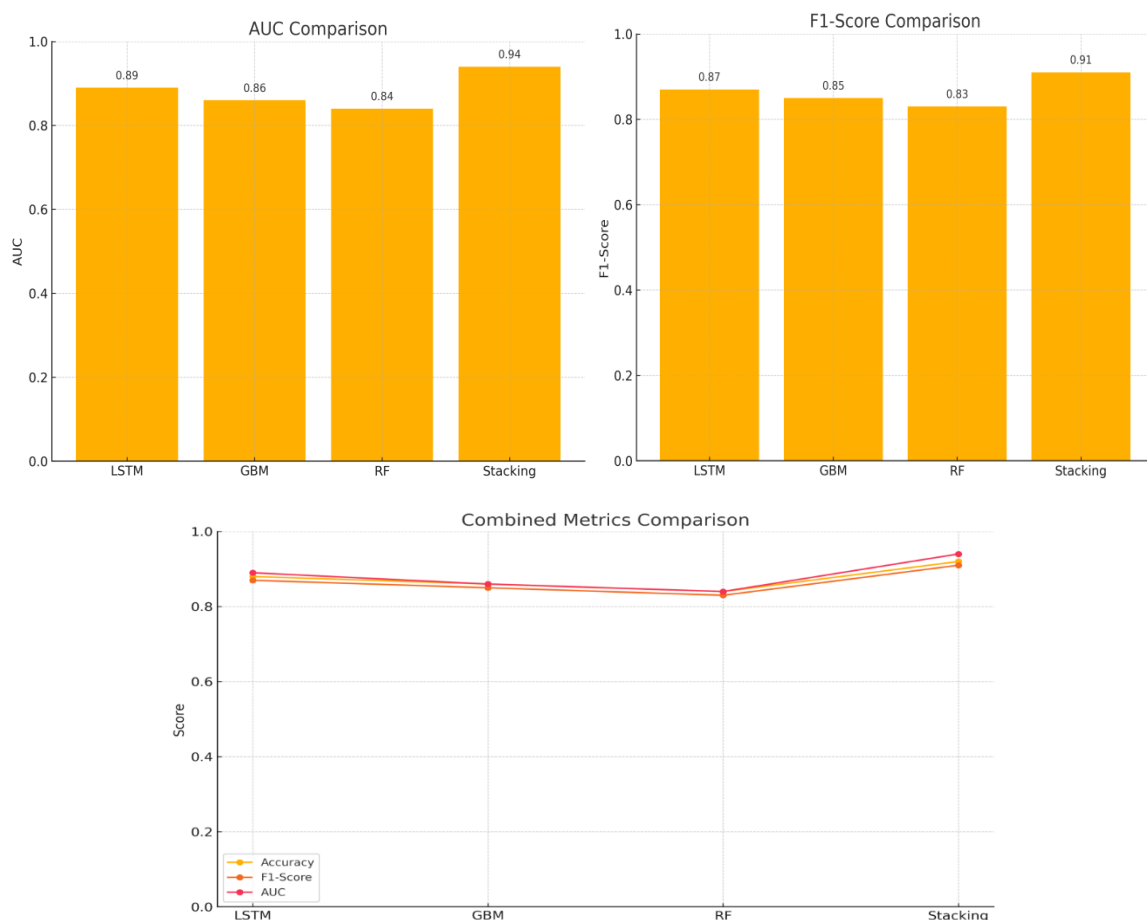 AUC Comparison
1.0
0.8
0.6
0.4
0.2
0.0
AUC
0.89
0.86
0.84
0.94
LSTM
GBM
RF
Stacking
F1-Score Comparison
1.0
0.8
0.6
0.4
0.2
0.0
F1-Score
0.87
0.85
0.83
0.91
LSTM
GBM
RF
Stacking
Combined Metrics Comparison
1.0
0.8
0.6
0.4
0.2
0.0
Score
Accuracy
F1-Score
AUC
LSTM
GBM
RF
Stacking